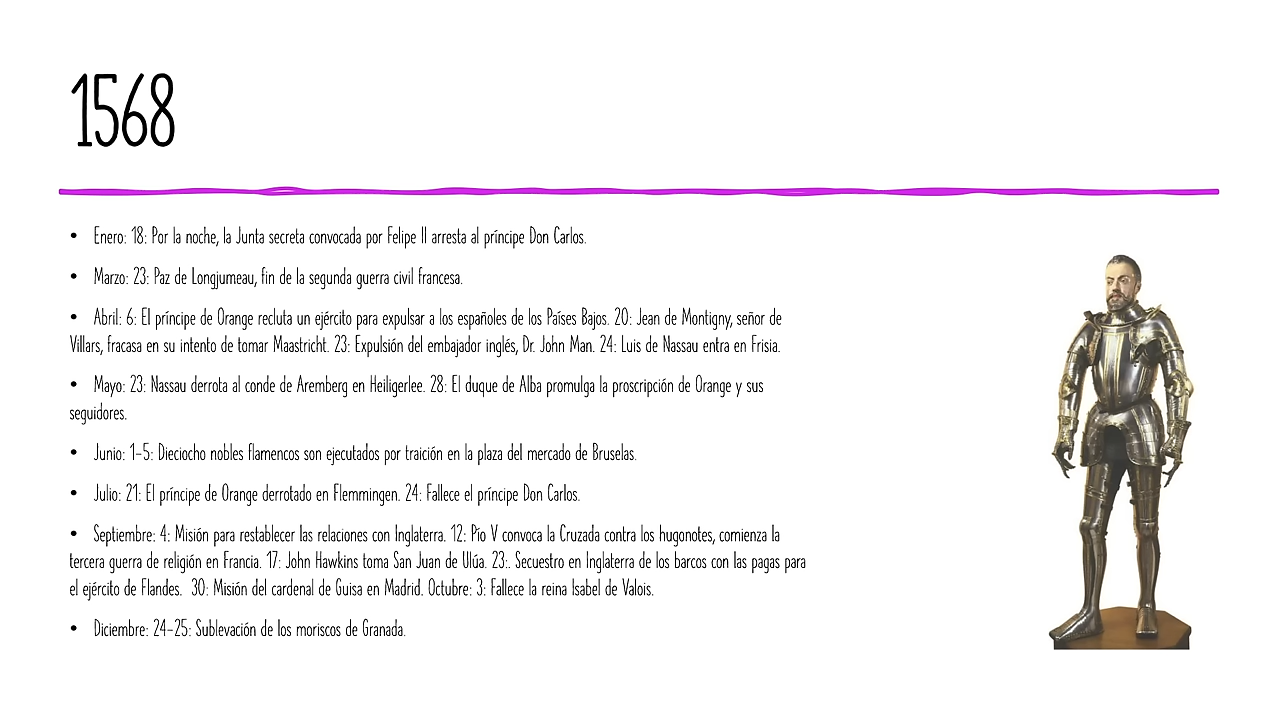 1568
• Enero: 18: Por la noche, la Junta secreta convocada por Felipe II arresta al príncipe Don Carlos.
• Marzo: 23: Paz de Longjumeau, fin de la segunda guerra civil francesa.
• Abril: 6: El príncipe de Orange recluta un ejército para expulsar a los españoles de los Países Bajos. 20: Jean de Montigny, señor de
Villars, fracasa en su intento de tomar Maastricht. 23: Expulsión del embajador inglés, Dr. John Man. 24: Luis de Nassau entra en Frisia.
• Mayo: 23: Nassau derrota al conde de Aremberg en Heiligerlee. 28: El duque de Alba promulga la proscripción de Orange y sus
seguidores.
• Junio: 1-5: Dieciocho nobles flamencos son ejecutados por traición en la plaza del mercado de Bruselas.
• Julio: 21: El príncipe de Orange derrotado en Flemmingen. 24: Fallece el príncipe Don Carlos.
• Septiembre: 4: Misión para restablecer las relaciones con Inglaterra. 12: Pío V convoca la Cruzada contra los hugonotes, comienza la
tercera guerra de religión en Francia. 17: John Hawkins toma San Juan de Ulúa. 23:. Secuestro en Inglaterra de los barcos con las pagas para
el ejército de Flandes.  30: Misión del cardenal de Guisa en Madrid. Octubre: 3: Fallece la reina Isabel de Valois.
• Diciembre: 24-25: Sublevación de los moriscos de Granada.